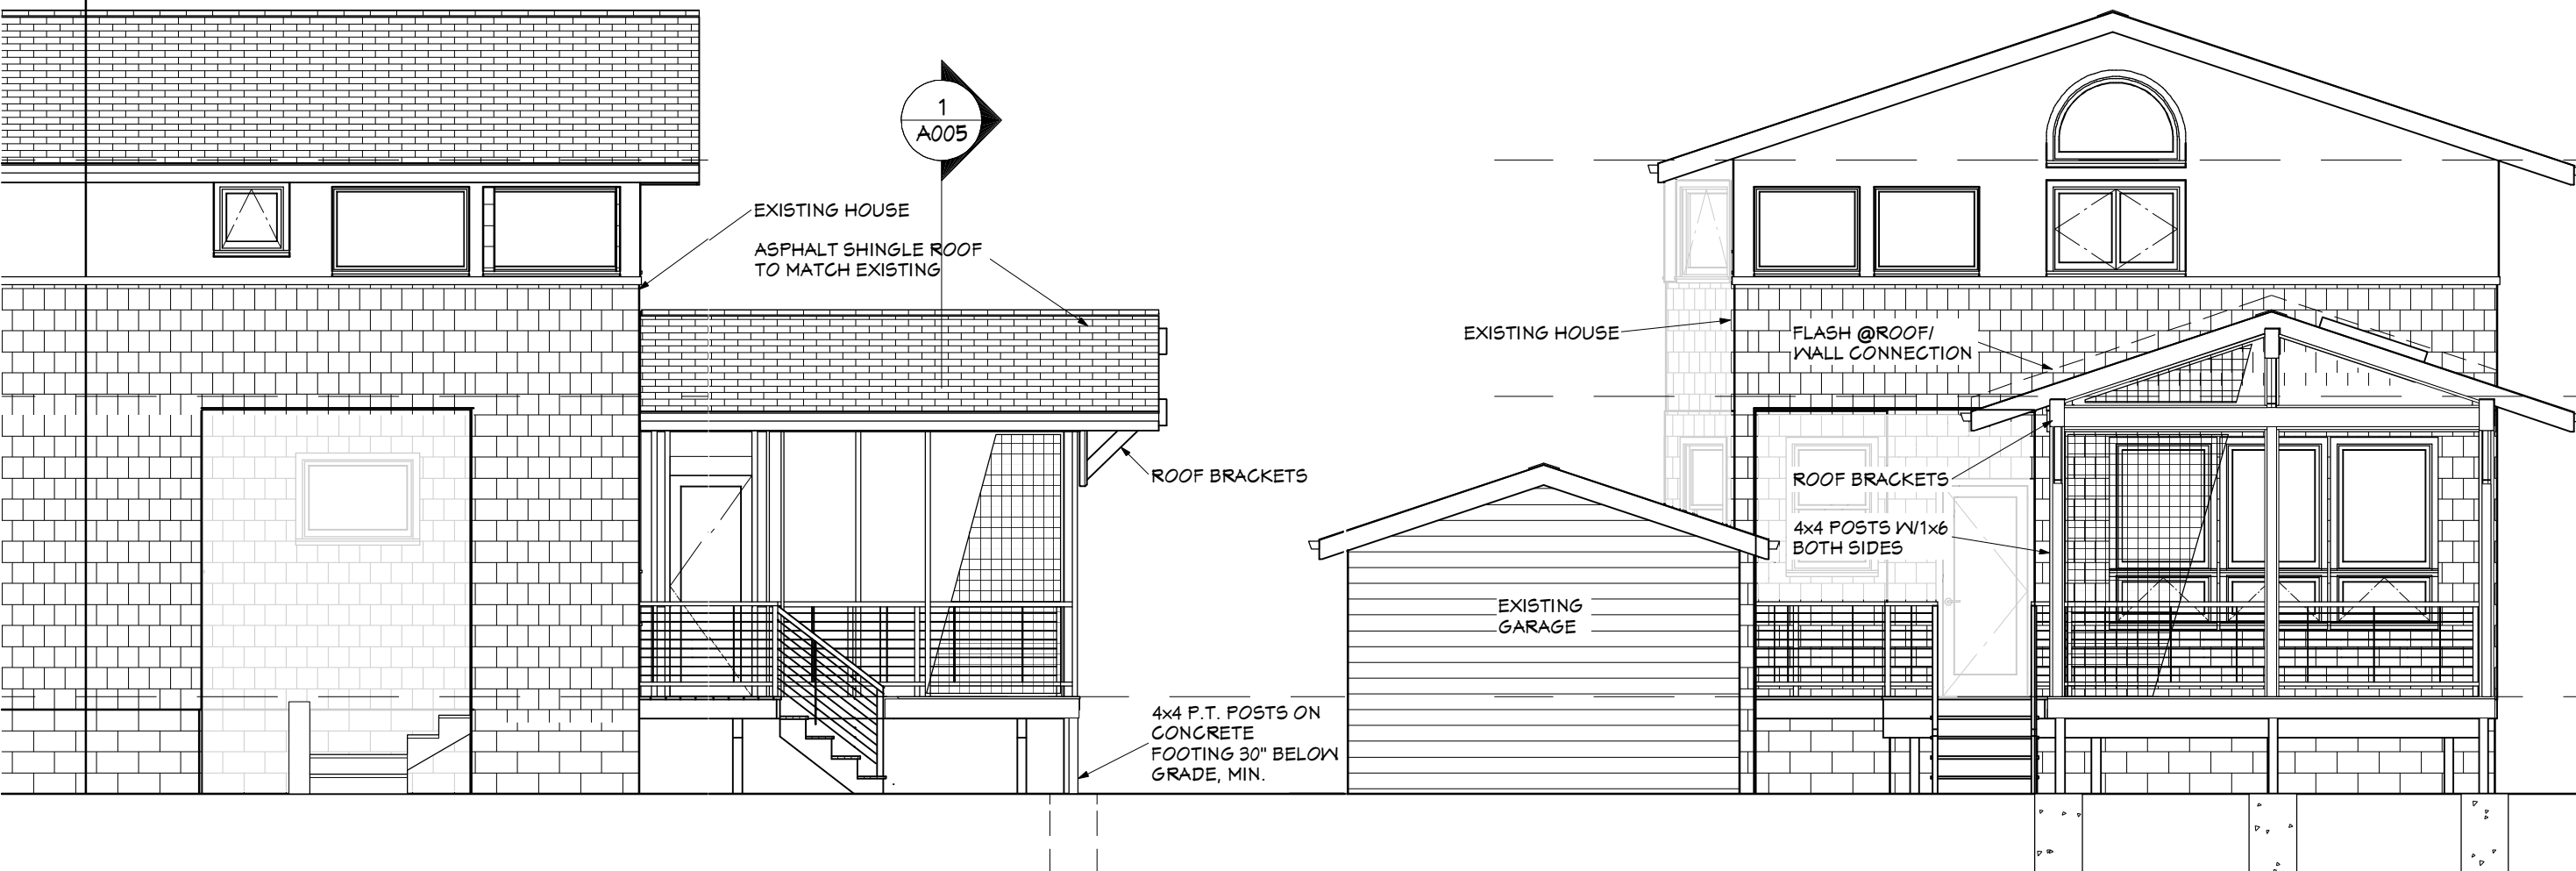 1
A005
EXISTING HOUSE
ASPHALT SHINGLE ROOF
TO MATCH EXISTING
ROOF BRACKETS
4x4 P.T. POSTS ON
CONCRETE
FOOTING 30" BELOW
GRADE, MIN.
EXISTING HOUSE
FLASH @ROOF/
WALL CONNECTION
ROOF BRACKETS
4x4 POSTS W/1x6
BOTH SIDES
EXISTING
GARAGE